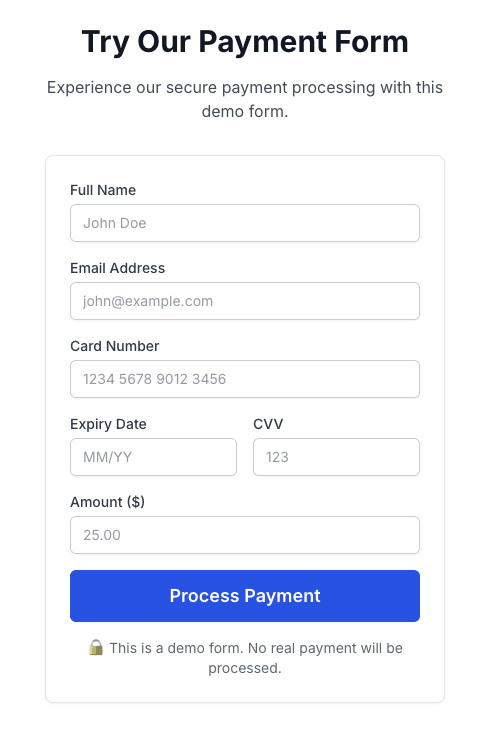 Try Our Payment Form
Experience our secure payment processing with this
demo form.
Full Name
John Doe
Email Address
john@example.com
Card Number
1234 5678 9012 3456
Expiry Date
CVV
MM/YY
123
Amount ($)
25.00
Process Payment
🔒 This is a demo form. No real payment will be
processed.